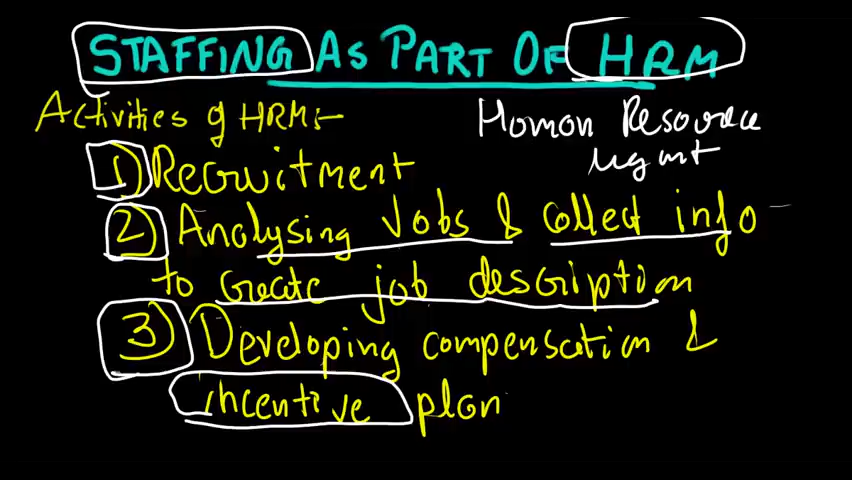 STAFFING AS PART OF HRM
Activities of HRM:-
Human Resource
Mgmt
1) Recruitment
2) Analysing Jobs & collect info
to create job description
3) Developing compensation &
incentive plan